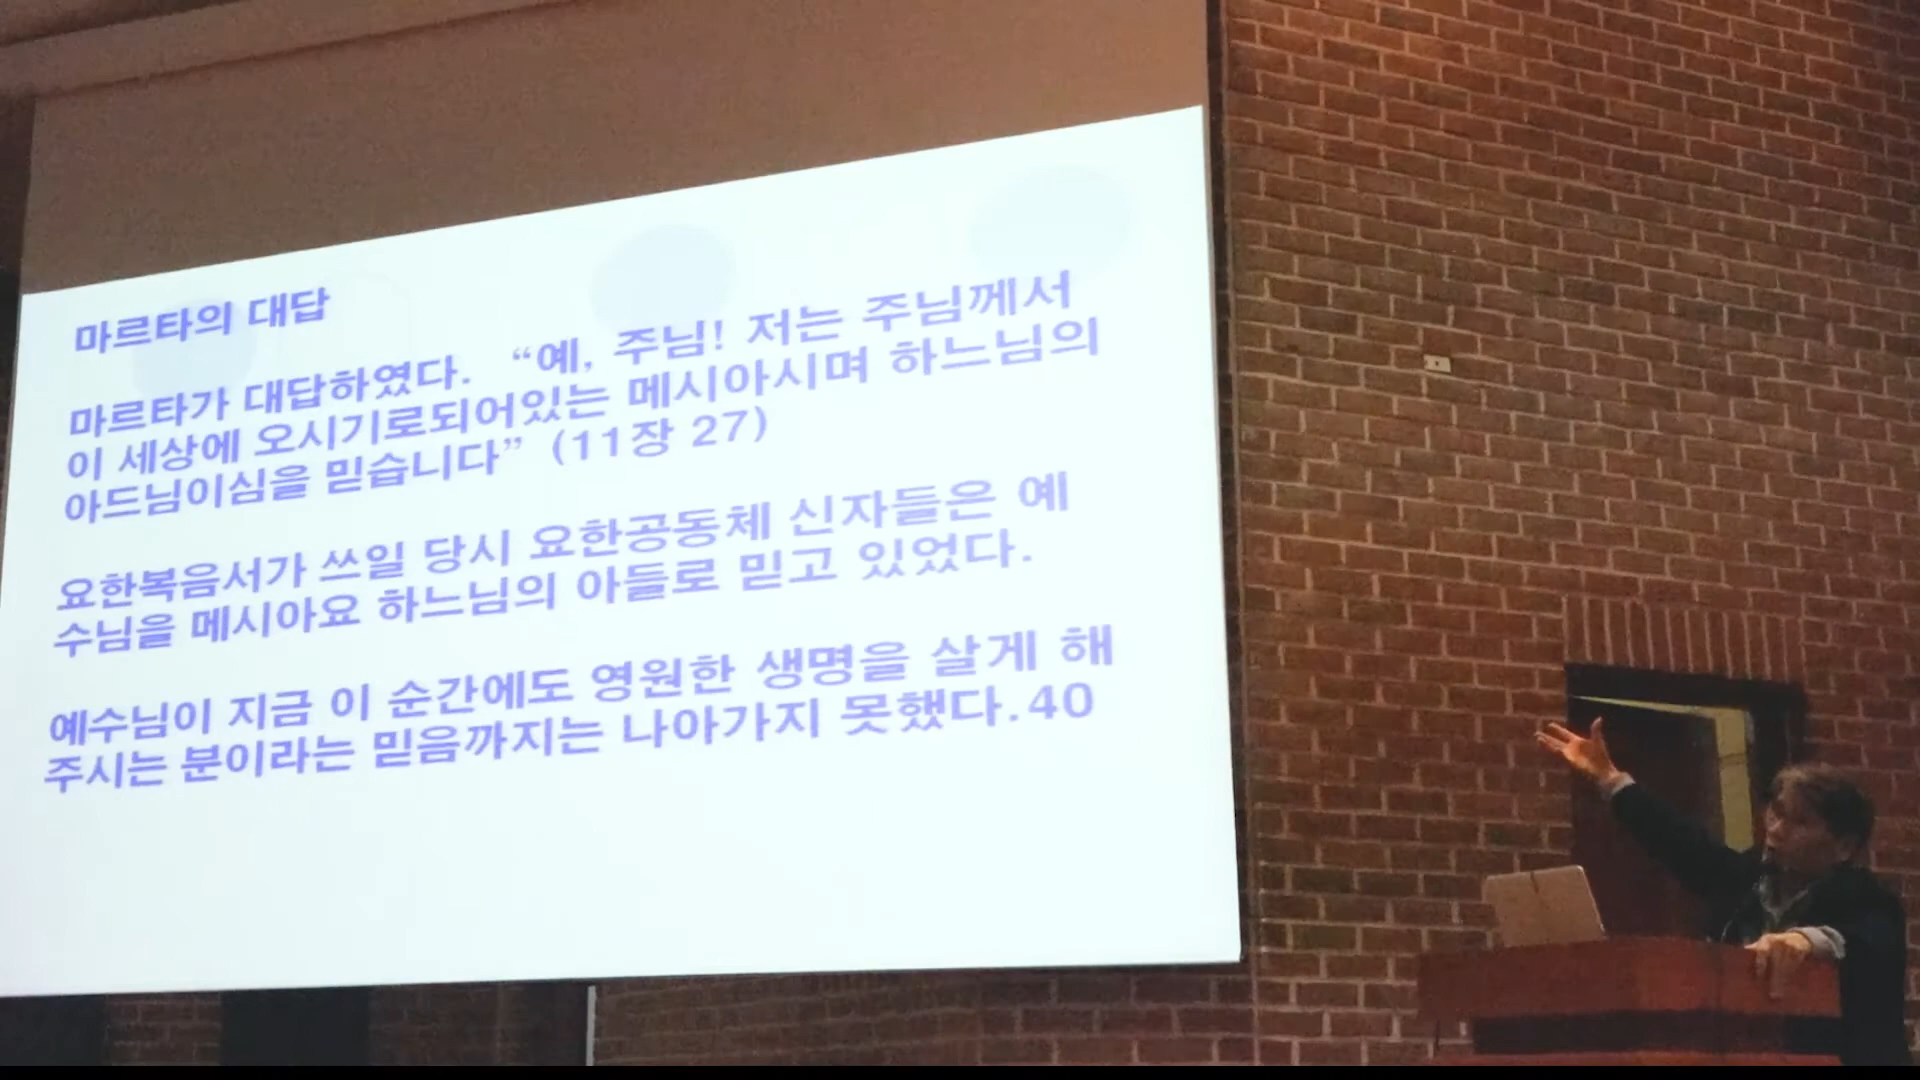 마르타의 대답
마르타가 대답하였다. “예, 주님! 저는 주님께서
이 세상에 오시기로되어있는 메시아시며 하느님의
아드님이심을 믿습니다” (11장 27)
요한복음서가 쓰일 당시 요한공동체 신자들은 예
수님을 메시아요 하느님의 아들로 믿고 있었다.
예수님이 지금 이 순간에도 영원한 생명을 살게 해
주시는 분이라는 믿음까지는 나아가지 못했다.40